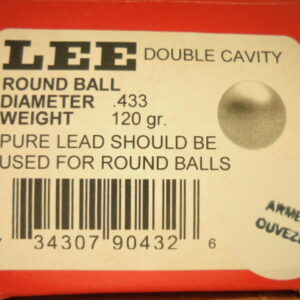 LEE DOUBLE CAVITY
ROUND BALL
DIAMETER .433
WEIGHT 120 gr.
PURE LEAD SHOULD BE
USED FOR ROUND BALLS
34307 90432 6